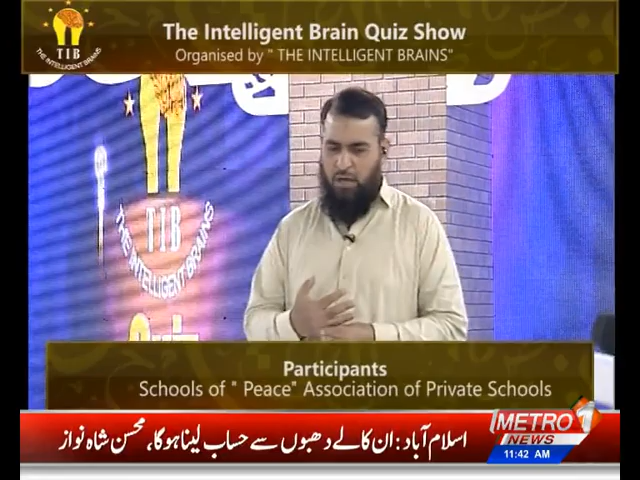 The Intelligent Brain Quiz Show
Organised by " THE INTELLIGENT BRAINS"
TIB
THE INTELLIGENT BRAINS
TIB
THE INTELLIGENT BRAINS
Quiz
Participants
Schools of " Peace" Association of Private Schools
اسلام آباد : ان کالے دھبوں سے حساب لینا ہوگا، محسن شاہ نواز
METRO 1
NEWS
11:42 AM